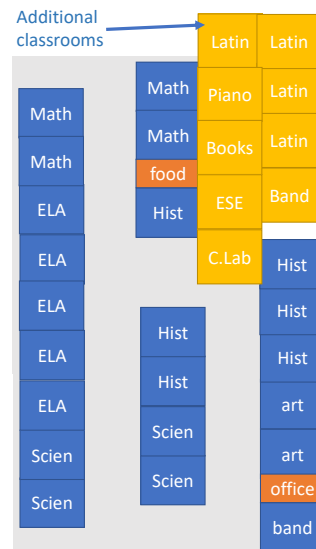 Additional
classrooms
Latin
Latin
Math
Piano
Latin
Math
Math
Books
Latin
Math
food
ELA
Hist
ESE
Band
ELA
C.Lab
Hist
ELA
Hist
Hist
ELA
Hist
Hist
ELA
Scien
art
Scien
Scien
art
Scien
office
band